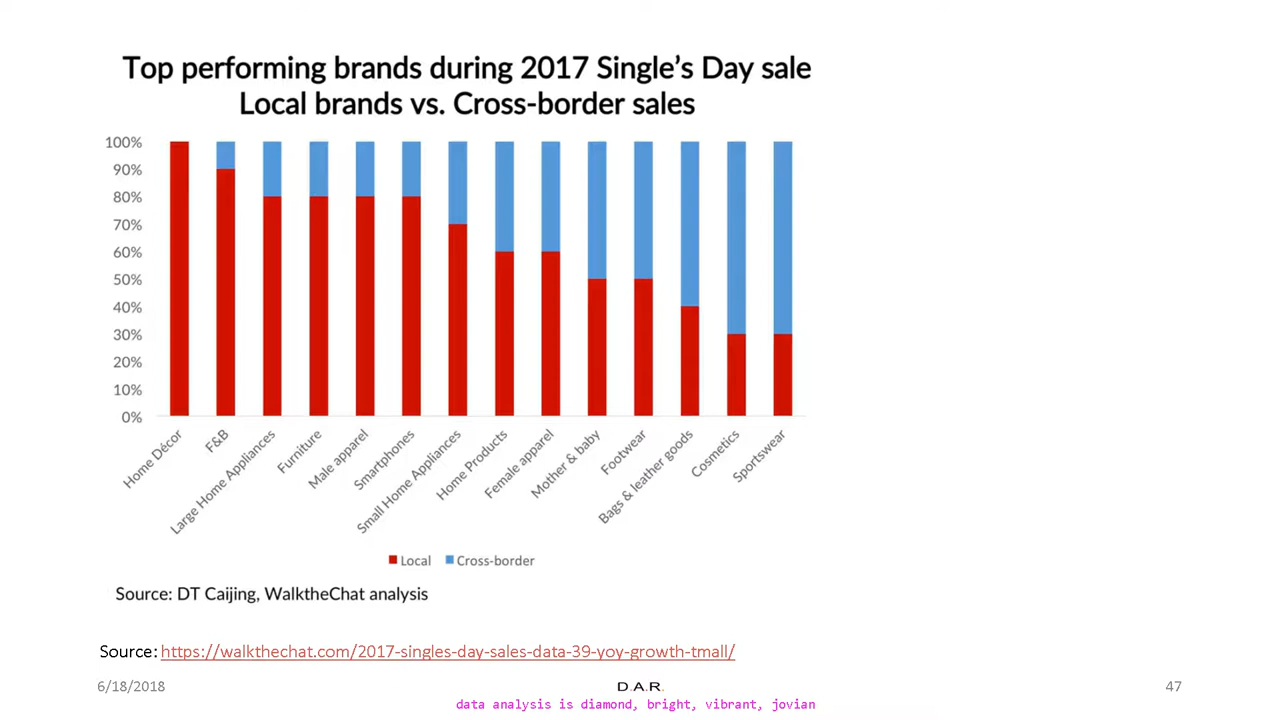 Top performing brands during 2017 Single’s Day sale
Local brands vs. Cross-border sales
100%
90%
80%
70%
60%
50%
40%
30%
20%
10%
0%
Home Décor
F&B
Large Home Appliances
Furniture
Male apparel
Smartphones
Small Home Appliances
Home Products
Female apparel
Mother & baby
Footwear
Bags & leather goods
Cosmetics
Sportswear
Local Cross-border
Source: DT Caijing, WalktheChat analysis
Source: https://walkthechat.com/2017-singles-day-sales-data-39-yoy-growth-tmall/
6/18/2018 D.A.R. 47
data analysis is diamond, bright, vibrant, jovian